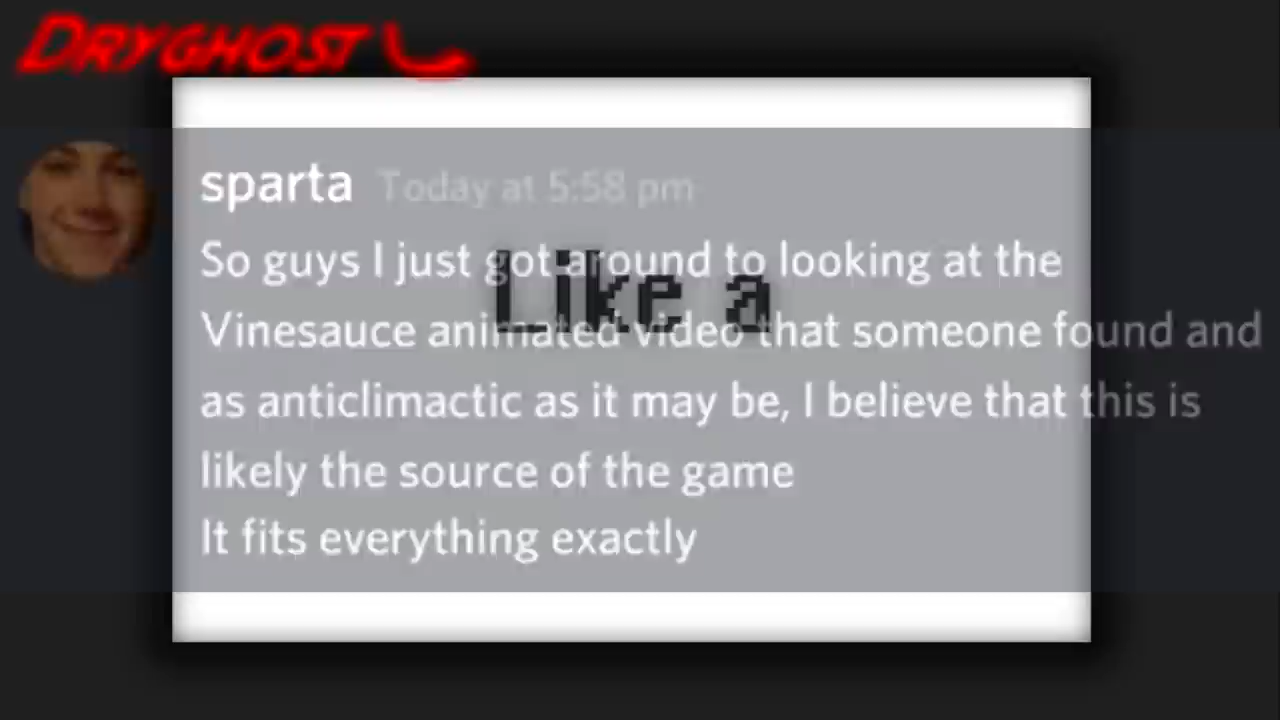 DRYGHOST
sparta Today at 5:58 pm
So guys I just got around to looking at the
Like a
Vinesauce animated video that someone found and
as anticlimactic as it may be, I believe that this is
likely the source of the game
It fits everything exactly